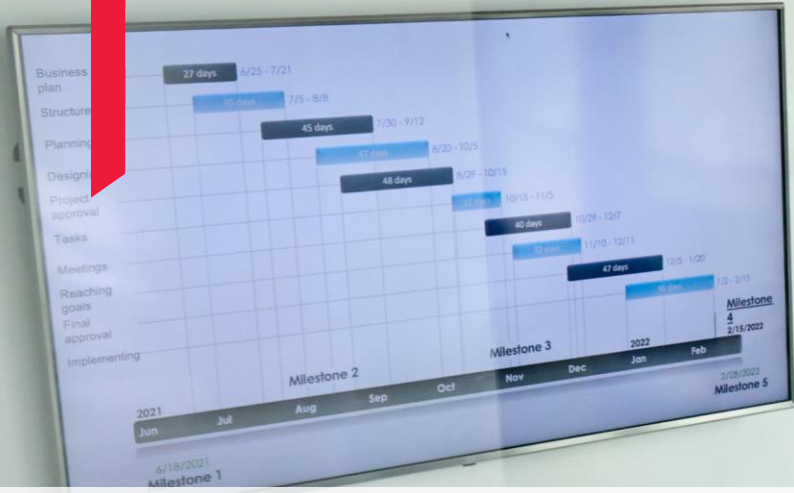 Business
plan
27 days 6/25 - 7/21
Structure
35 days 7/5 - 8/8
Planning
45 days 7/30 - 9/12
47 days 8/20 - 10/5
48 days 8/29 - 10/15
Project
approval
10/15 - 11/5
Tasks
40 days 10/29 - 12/7
Meetings
11/10 - 12/11
Reaching
goals
47 days 12/5 - 1/20
Final
approval
1/2 - 2/15
Implementing
Milestone
4
2/15/2022
Milestone 2
Milestone 3
2022
2021
Jun Jul Aug Sep Oct Nov Dec Jan Feb
6/18/2021
Milestone 1
2/28/2022
Milestone 5